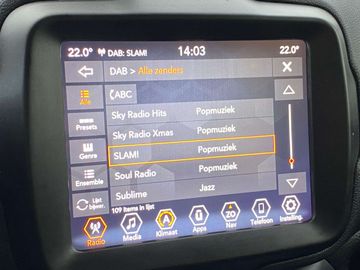 22.0° DAB: SLAM! 14:03 22.0°
DAB > Alle zenders X
Alle
ABC
Sky Radio Hits Popmuziek
Presets
Sky Radio Xmas Popmuziek
Genre
SLAM! Popmuziek
Ensemble
Soul Radio Popmuziek
Sublime Jazz
Lijst
109 items in lijst
Radio Media Klimaat Apps Nav Telefoon Instelling.
A ZO